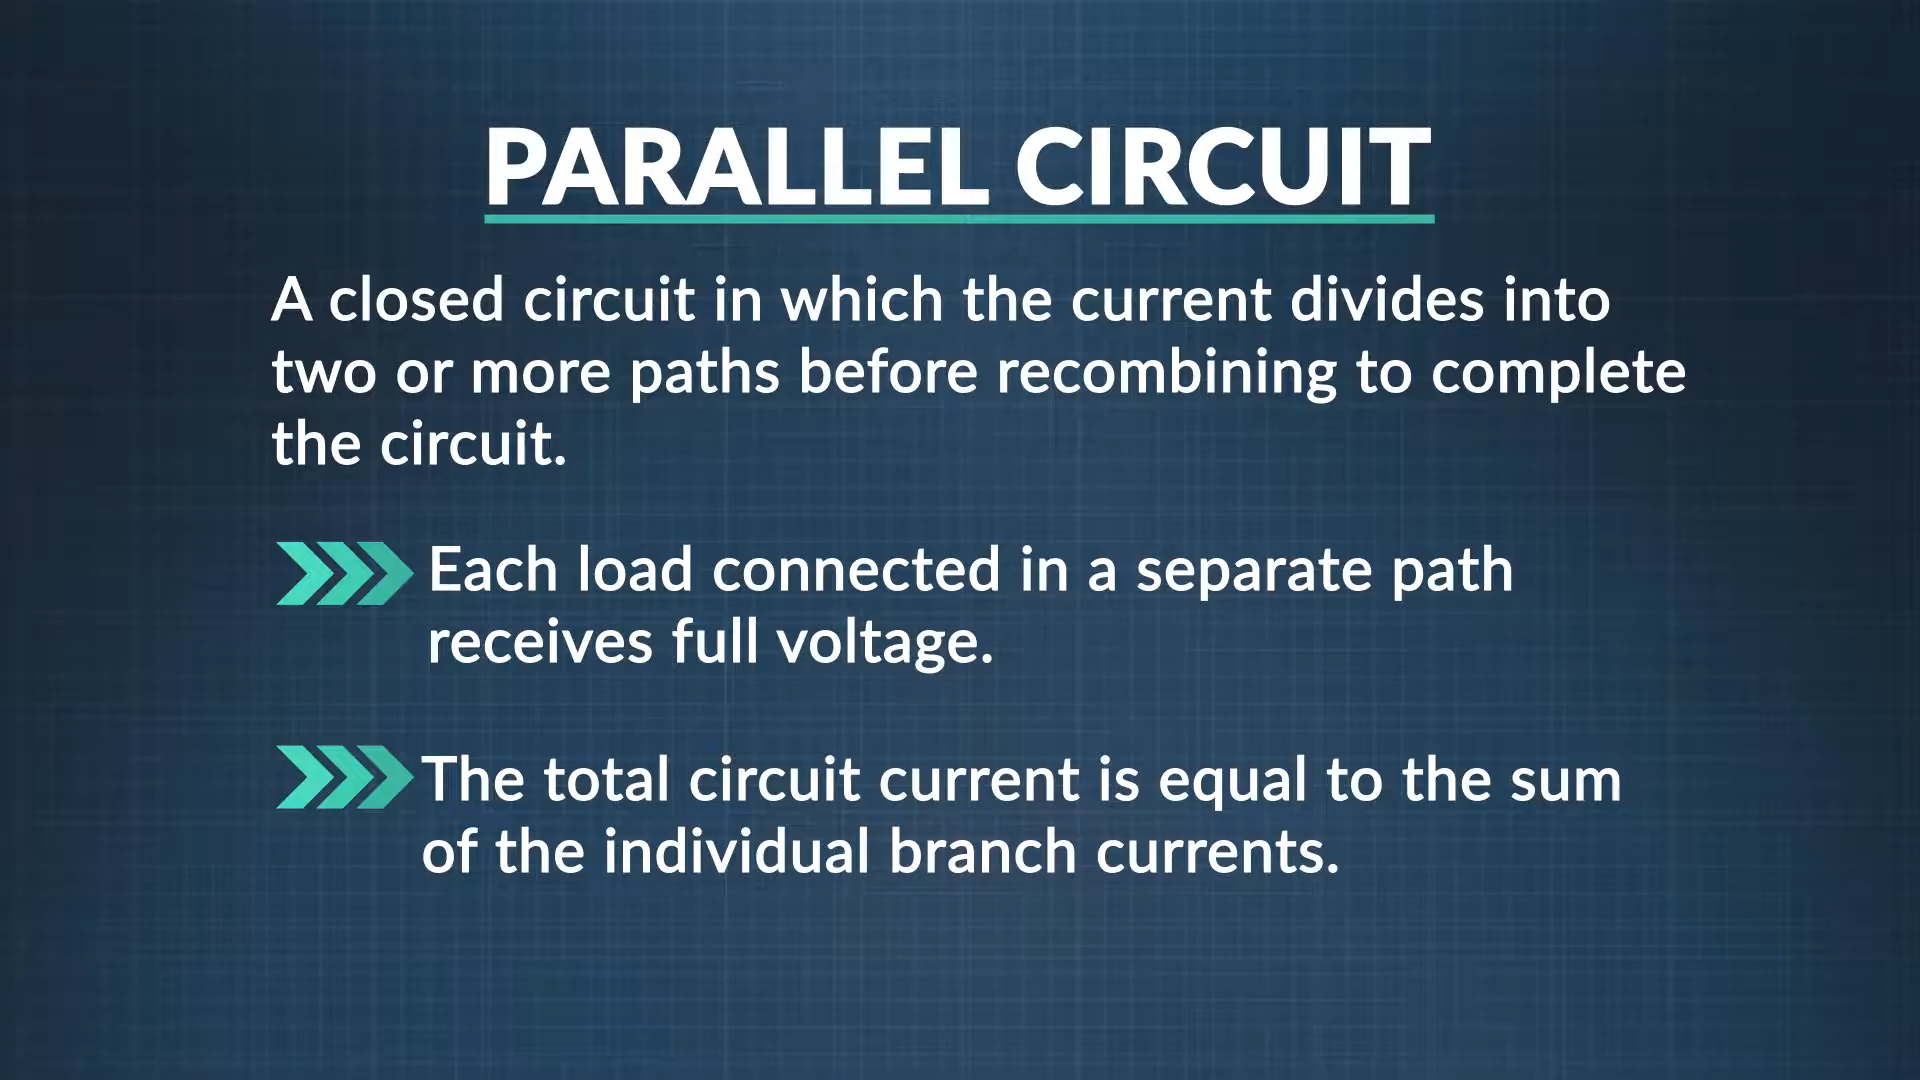 PARALLEL CIRCUIT
A closed circuit in which the current divides into
two or more paths before recombining to complete
the circuit.
Each load connected in a separate path
receives full voltage.
The total circuit current is equal to the sum
of the individual branch currents.